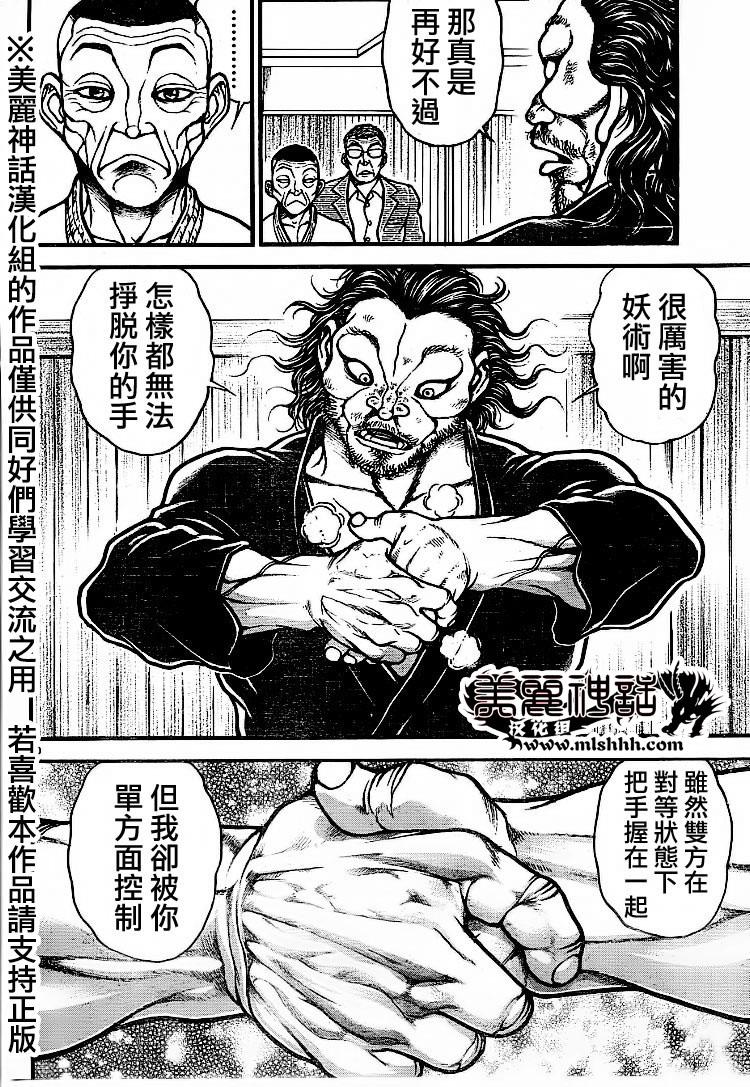 那真是
再好不過
………
很厲害的
妖術啊
怎樣都無法
掙脫你的手
雖然雙方在
對等狀態下
把手握在一起
但我卻被你
單方面控制
美麗神話
汉化组
www.mlshhh.com
※美麗神話漢化組的作品僅供同好們學習交流之用－若喜歡本作品請支持正版